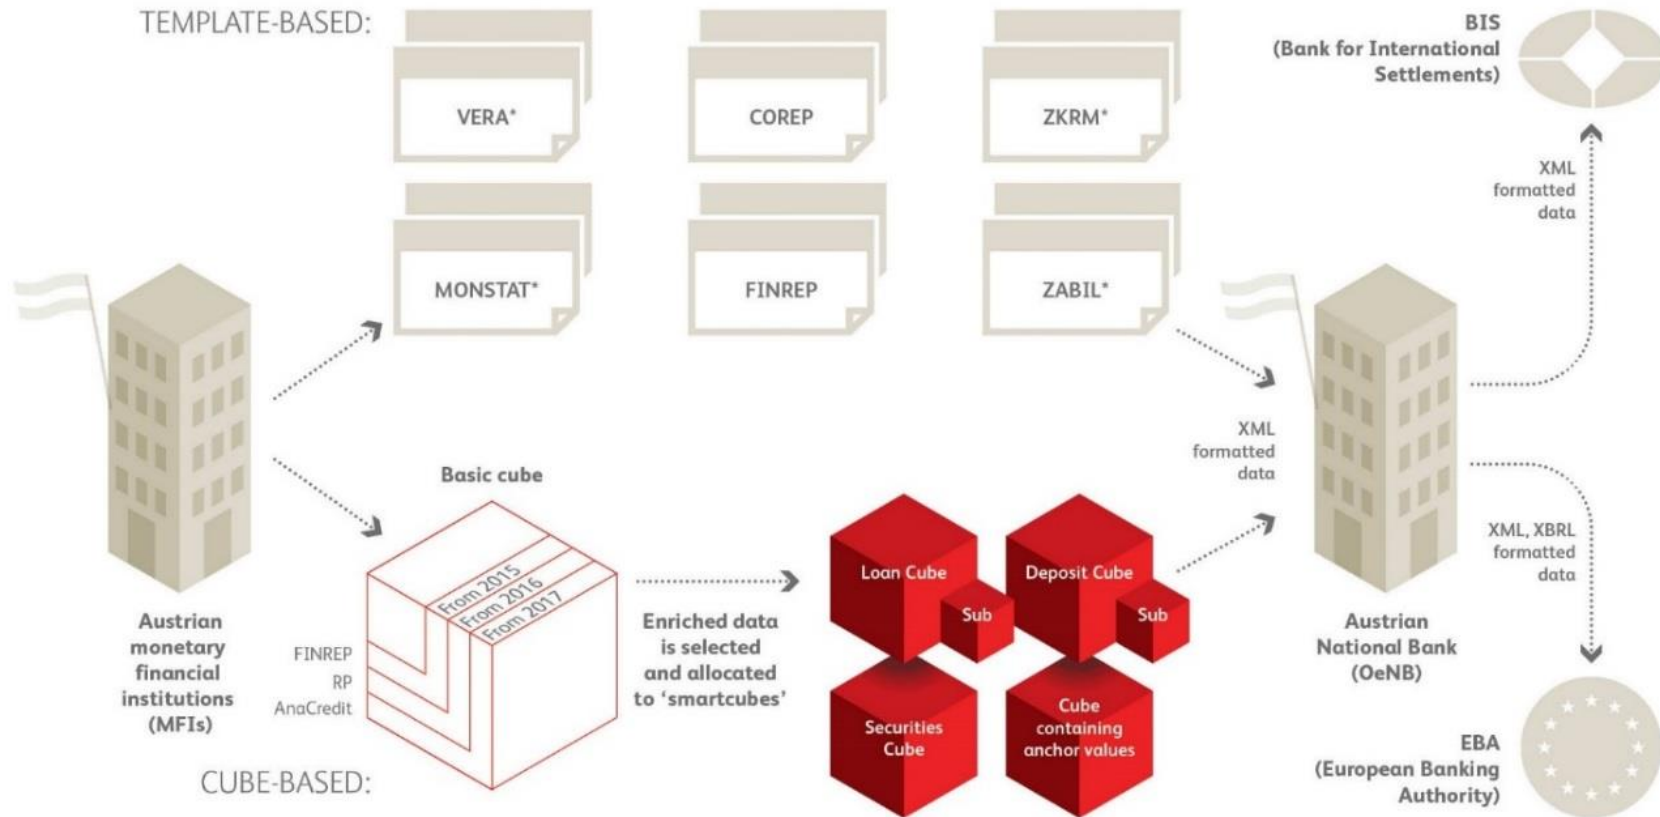 TEMPLATE-BASED:
VERA*
COREP
ZKRM*
MONSTAT*
FINREP
ZABIL*
BIS
(Bank for International
Settlements)
XML
formatted
data
Austrian
monetary
financial
institutions
(MFIs)
Basic cube
From 2015
From 2016
From 2017
FINREP
RP
AnaCredit
CUBE-BASED:
Enriched data
is selected
and allocated
to ‘smartcubes’
Loan Cube
Sub
Deposit Cube
Sub
Securities
Cube
Cube
containing
anchor values
XML
formatted
data
Austrian
National Bank
(OeNB)
XML, XBRL
formatted
data
EBA
(European Banking
Authority)